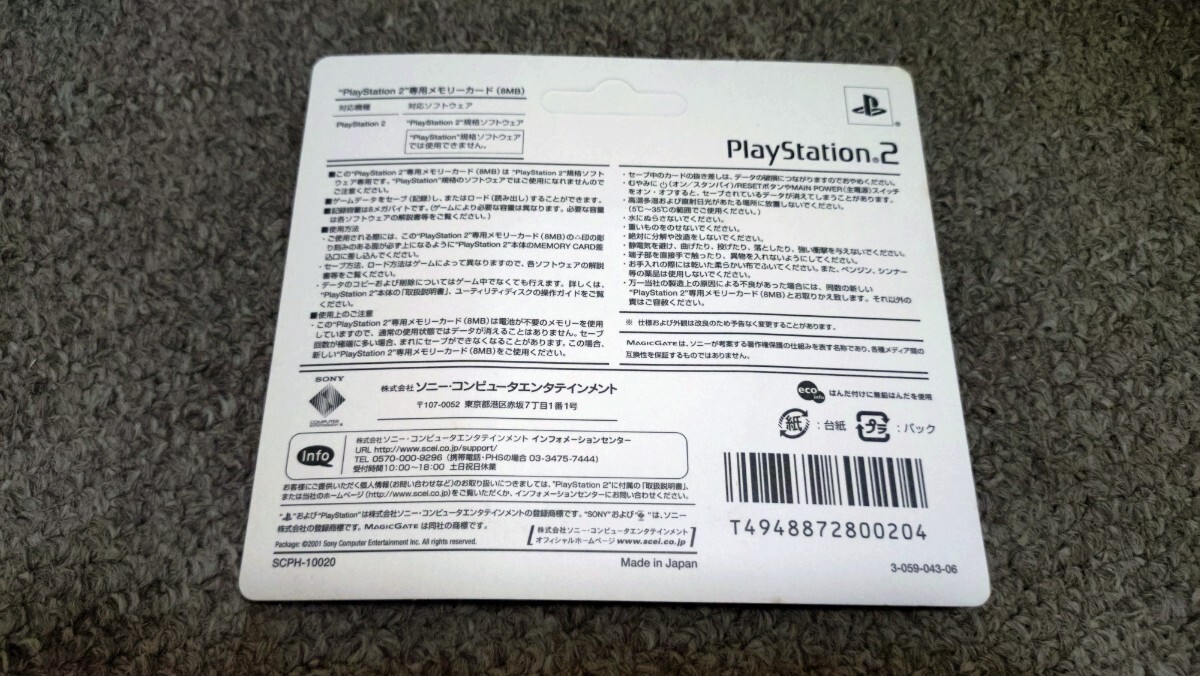 "PlayStation 2"専用メモリーカード(8MB)
対応機種 対応ソフトウェア
PlayStation 2 "PlayStation 2"規格ソフトウェア
"PlayStation"規格ソフトウェア
では使用できません。
■この"PlayStation 2"専用メモリーカード(8MB)は"PlayStation 2"規格ソフト
ウェア専用です。"PlayStation"規格のソフトウェアではご使用になれませんので
ご注意ください。
■ゲームデータをセーブ(記録)し、またはロード(読み出し)することができます。
■記録容量は8メガバイトです。(ゲームにより必要な容量は異なります。必要な容量
は各ソフトウェアの解説書等をご覧ください。)
■使用方法
・ご使用される際には、この"PlayStation 2"専用メモリーカード(8MB)の△印の彫
り刻みのある面が必ず上になるように"PlayStation 2"本体のMEMORY CARD差
込口に差し込んでください。
・セーブ方法、ロード方法はゲームによって異なりますので、各ソフトウェアの解説
書等をご覧ください。
・データのコピーおよび削除についてはゲーム中でなくても行えます。詳しくは、
"PlayStation 2"本体の「取扱説明書」、ユーティリティディスクの操作ガイドをご覧
ください。
■使用上のご注意
・この"PlayStation 2"専用メモリーカード(8MB)は電池が不要のメモリーを使用
していますので、通常の使用状態ではデータが消えることはありません。セーブ
回数が極端に多い場合、まれにセーブができなくなることがあります。この場合、
新しい"PlayStation 2"専用メモリーカード(8MB)をご使用ください。
PlayStation®2
・セーブ中のカードの抜き差しは、データの破損につながりますのでおやめください。
むやみに⏻(オン/スタンバイ)/RESETボタンやMAIN POWER(主電源)スイッチ
をオン・オフすると、セーブされているデータが消えてしまうことがあります。
・高温多湿および直射日光があたる場所に放置しないでください。
(5℃〜35℃の範囲でご使用ください。)
・水にぬらさないでください。
・重いものをのせないでください。
・絶対に分解や改造をしないでください。
・静電気を避け、曲げたり、投げたり、落としたり、強い衝撃を与えないでください。
・端子部を直接手で触ったり、異物を入れないようにしてください。
・お手入れの際には乾いた柔らかい布でふいてください。また、ベンジン、シンナー
等の薬品は使用しないでください。
・万一当社の製造上の原因による不良があった場合には、同数の新しい
"PlayStation 2"専用メモリーカード(8MB)とお取りかえ致します。それ以外の
責はご容赦ください。
※ 仕様および外観は改良のため予告なく変更することがあります。
MAGICGATEは、ソニーが考案する著作権保護の仕組みを表す名称であり、各種メディア間の
互換性を保証するものではありません。
SONY
COMPUTER
ENTERTAINMENT®
株式会社 ソニー・コンピュータエンタテインメント
〒107-0052 東京都港区赤坂7丁目1番1号
eco info はんだ付けに無鉛はんだを使用
紙 :台紙 プラ :パック
Info
株式会社ソニー・コンピュータエンタテインメント インフォメーションセンター
URL http://www.scei.co.jp/support/
TEL 0570-000-9296 (携帯電話・PHSの場合 03-3475-7444)
受付時間10:00〜18:00 土日祝日休業
お客様にご提供いただく個人情報(お問い合わせなど)のお取り扱いにつきましては、"PlayStation 2"に付属の「取扱説明書」、
または当社のホームページ(http://www.scei.co.jp)をご覧いただくか、インフォメーションセンターにお問い合わせください。
" "および"PlayStation"は株式会社ソニー・コンピュータエンタテインメントの登録商標です。"SONY"および" "は、ソニー
株式会社の登録商標です。MAGICGATEは同社の商標です。
Package: ©2001 Sony Computer Entertainment Inc. All rights reserved.
株式会社ソニー・コンピュータエンタテインメント
オフィシャルホームページ www.scei.co.jp
T4948872800204
SCPH-10020
Made in Japan
3-059-043-06